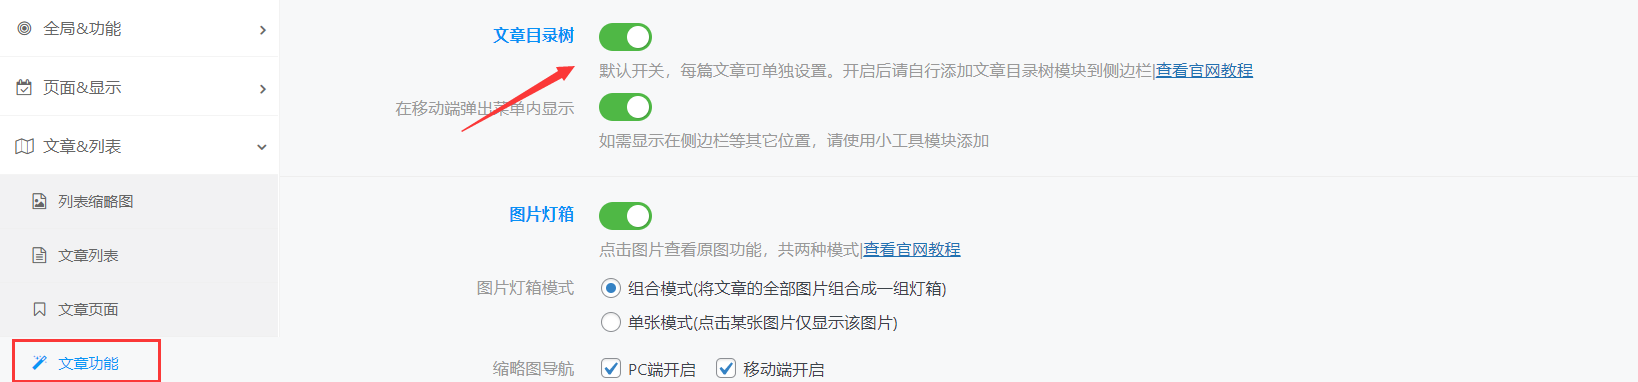 全局&功能
页面&显示
文章&列表
列表缩略图
文章列表
文章页面
文章功能
文章目录树
默认开关，每篇文章可单独设置。开启后请自行添加文章目录树模块到侧边栏|查看官网教程
在移动端弹出菜单内显示
如需显示在侧边栏等其它位置，请使用小工具模块添加
图片灯箱
点击图片查看原图功能，共两种模式|查看官网教程
图片灯箱模式
组合模式(将文章的全部图片组合成一组灯箱)
单张模式(点击某张图片仅显示该图片)
缩略图导航 PC端开启 移动端开启